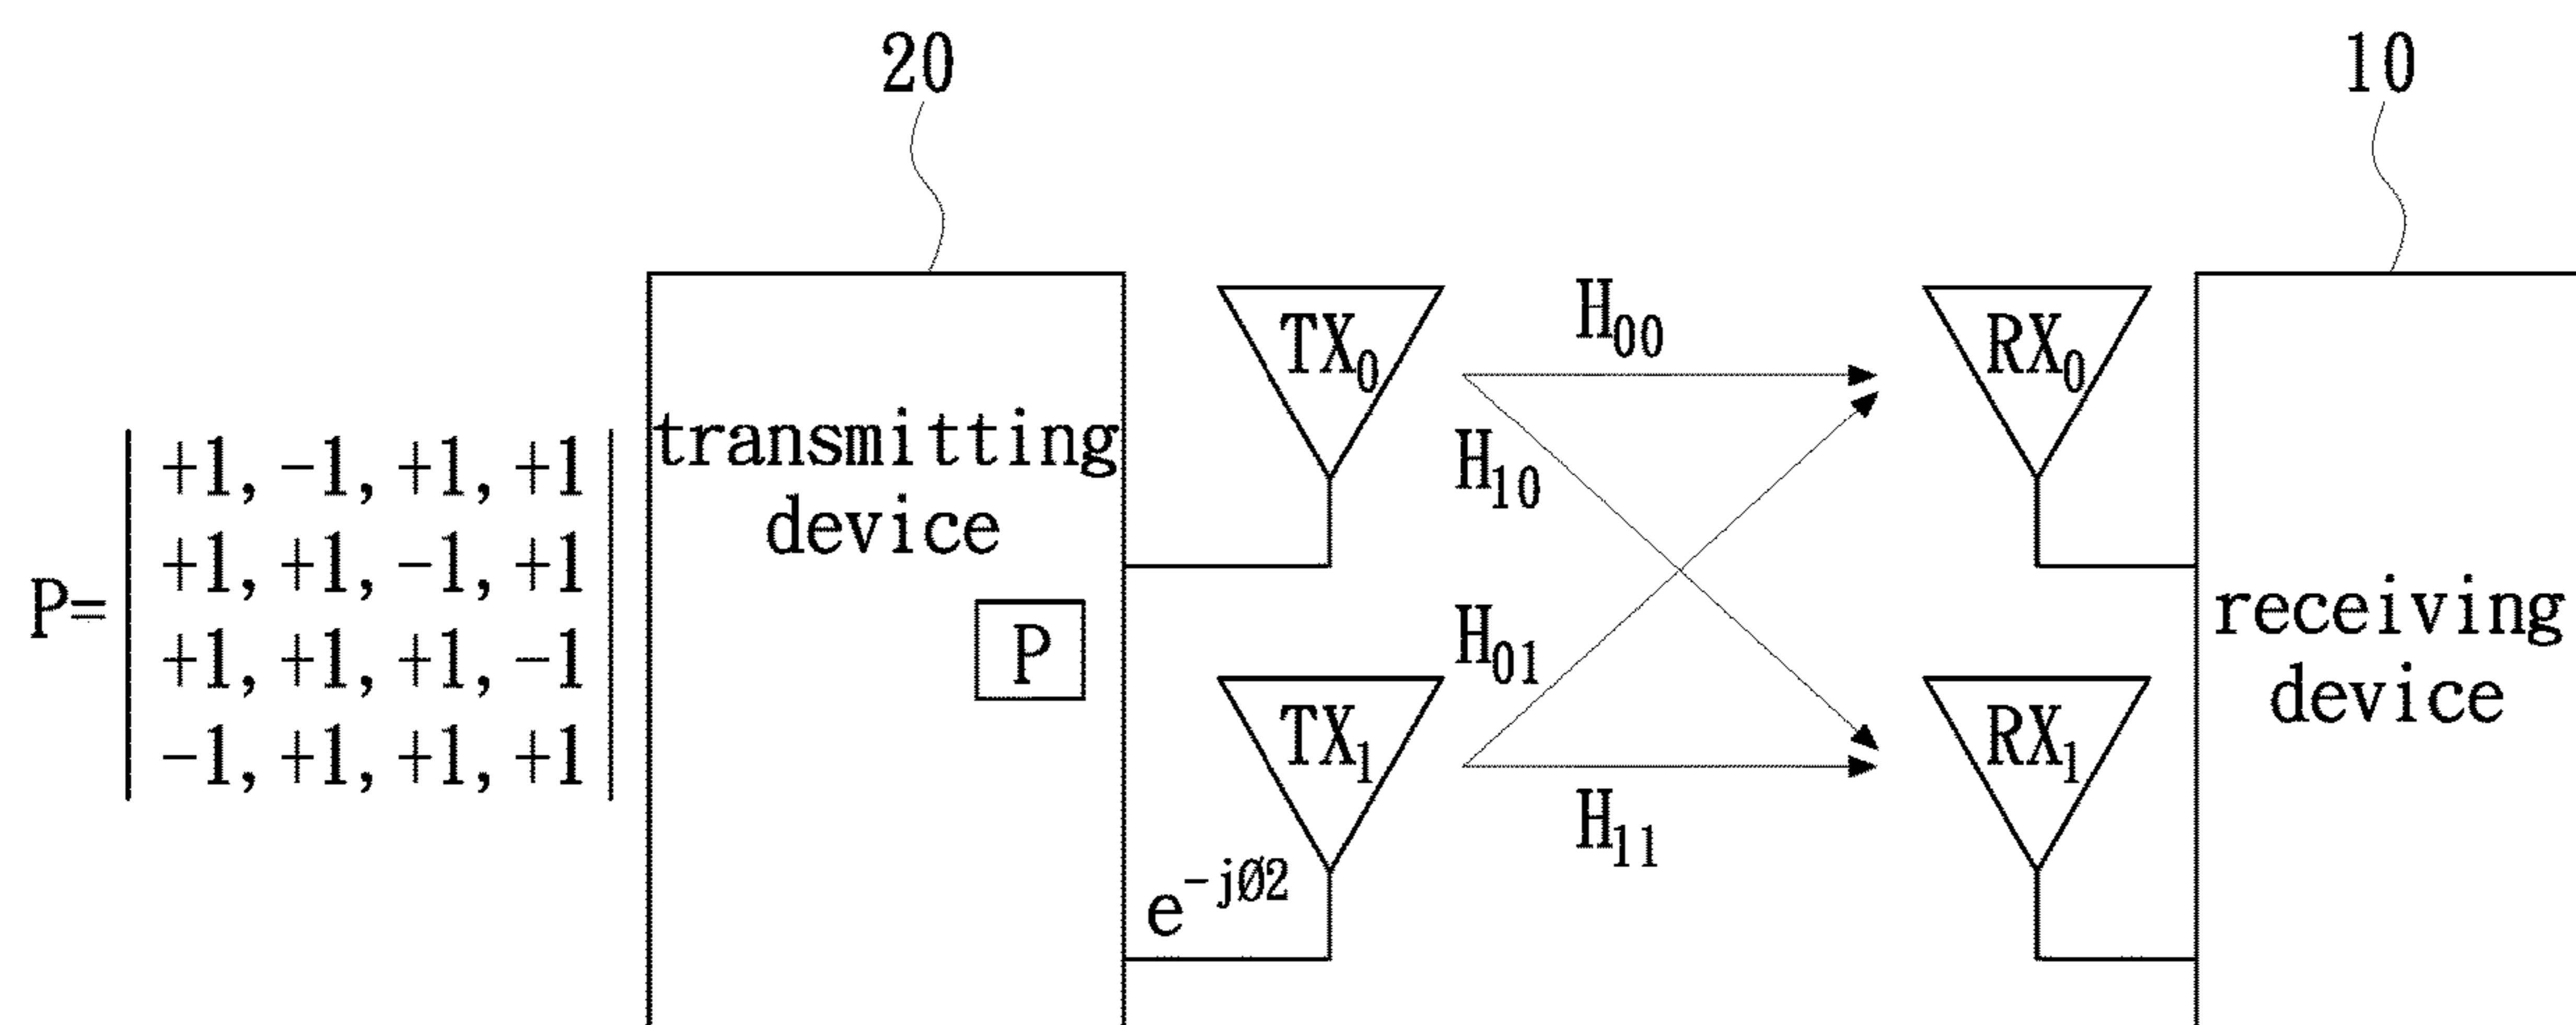 20
10
P=
+1, -1, +1, +1
+1, +1, -1, +1
+1, +1, +1, -1
-1, +1, +1, +1
transmitting
device
P
TX0
TX1
e^-jØ2
H00
H10
H01
H11
RX0
RX1
receiving
device